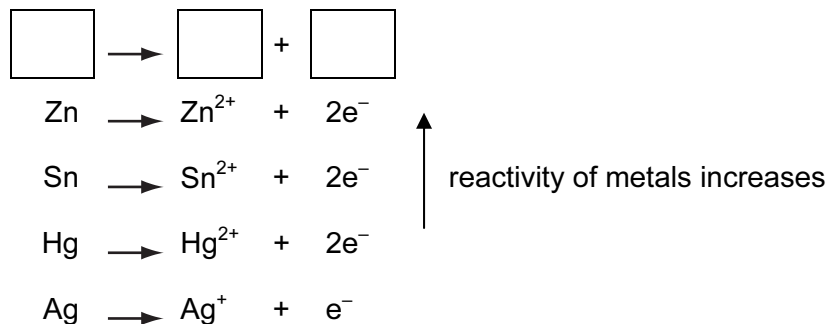 +
Zn → Zn²⁺ + 2e⁻
Sn → Sn²⁺ + 2e⁻
reactivity of metals increases
Hg → Hg²⁺ + 2e⁻
Ag → Ag⁺ + e⁻